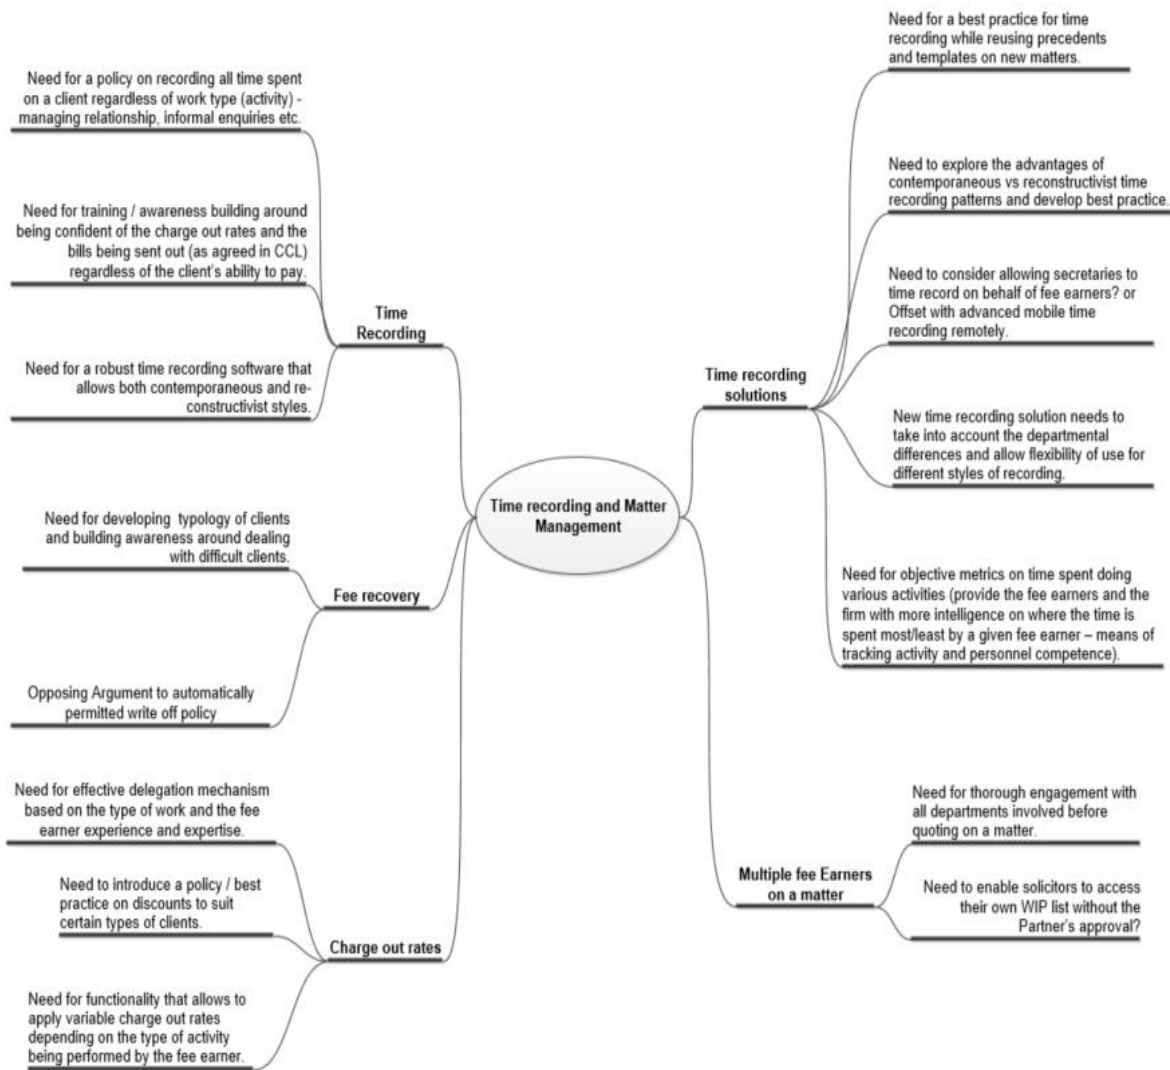 Need for a policy on recording all time spent
on a client regardless of work type (activity) -
managing relationship, informal enquiries etc.
Need for training / awareness building around
being confident of the charge out rates and the
bills being sent out (as agreed in CCL)
regardless of the client's ability to pay.
Need for a robust time recording software that
allows both contemporaneous and re-
constructivist styles.
Time
Recording
Need for developing typology of clients
and building awareness around dealing
with difficult clients.
Opposing Argument to automatically
permitted write off policy
Fee recovery
Need for effective delegation mechanism
based on the type of work and the fee
earner experience and expertise.
Need to introduce a policy / best
practice on discounts to suit
certain types of clients.
Need for functionality that allows to
apply variable charge out rates
depending on the type of activity
being performed by the fee earner.
Charge out rates
Time recording and Matter
Management
Time recording
solutions
Need for a best practice for time
recording while reusing precedents
and templates on new matters.
Need to explore the advantages of
contemporaneous vs reconstructivist time
recording patterns and develop best practice.
Need to consider allowing secretaries to
time record on behalf of fee earners? or
Offset with advanced mobile time
recording remotely.
New time recording solution needs to
take into account the departmental
differences and allow flexibility of use for
different styles of recording.
Need for objective metrics on time spent doing
various activities (provide the fee earners and the
firm with more intelligence on where the time is
spent most/least by a given fee earner – means of
tracking activity and personnel competence).
Multiple fee Earners
on a matter
Need for thorough engagement with
all departments involved before
quoting on a matter.
Need to enable solicitors to access
their own WIP list without the
Partner's approval?